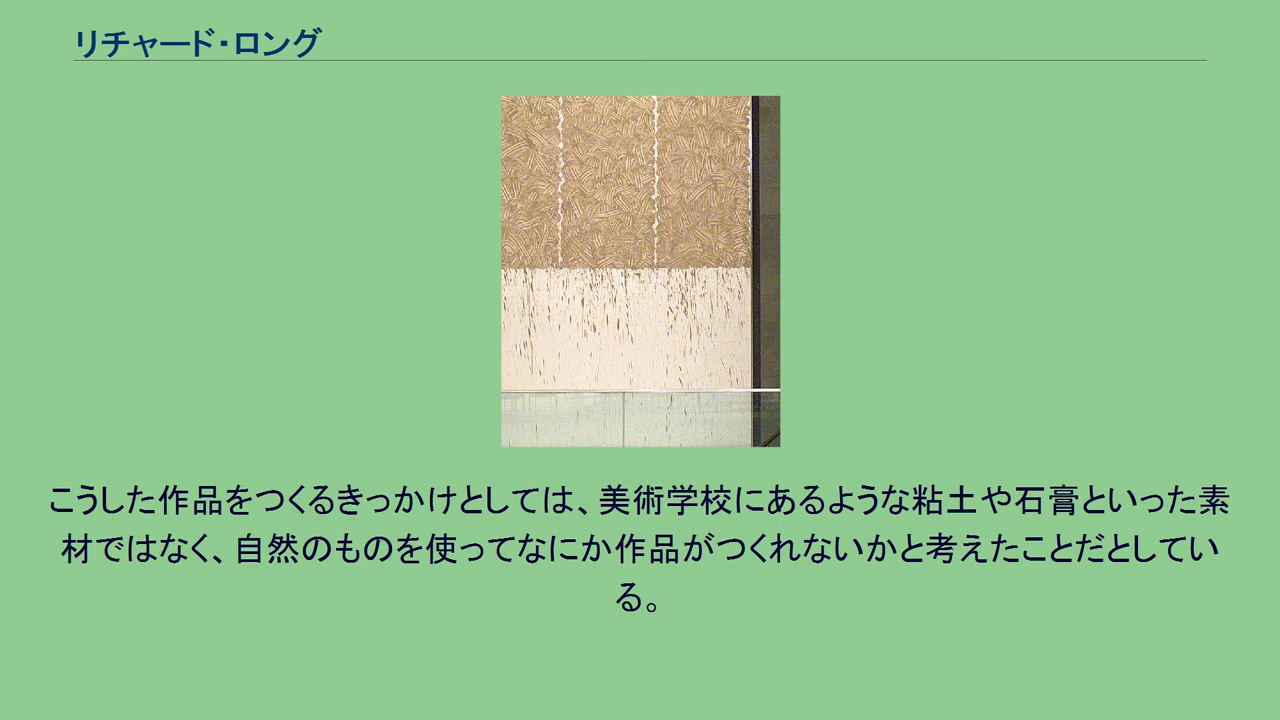 リチャード・ロング
こうした作品をつくるきっかけとしては、美術学校にあるような粘土や石膏といった素
材ではなく、自然のものを使ってなにか作品がつくれないかと考えたことだとしてい
る。